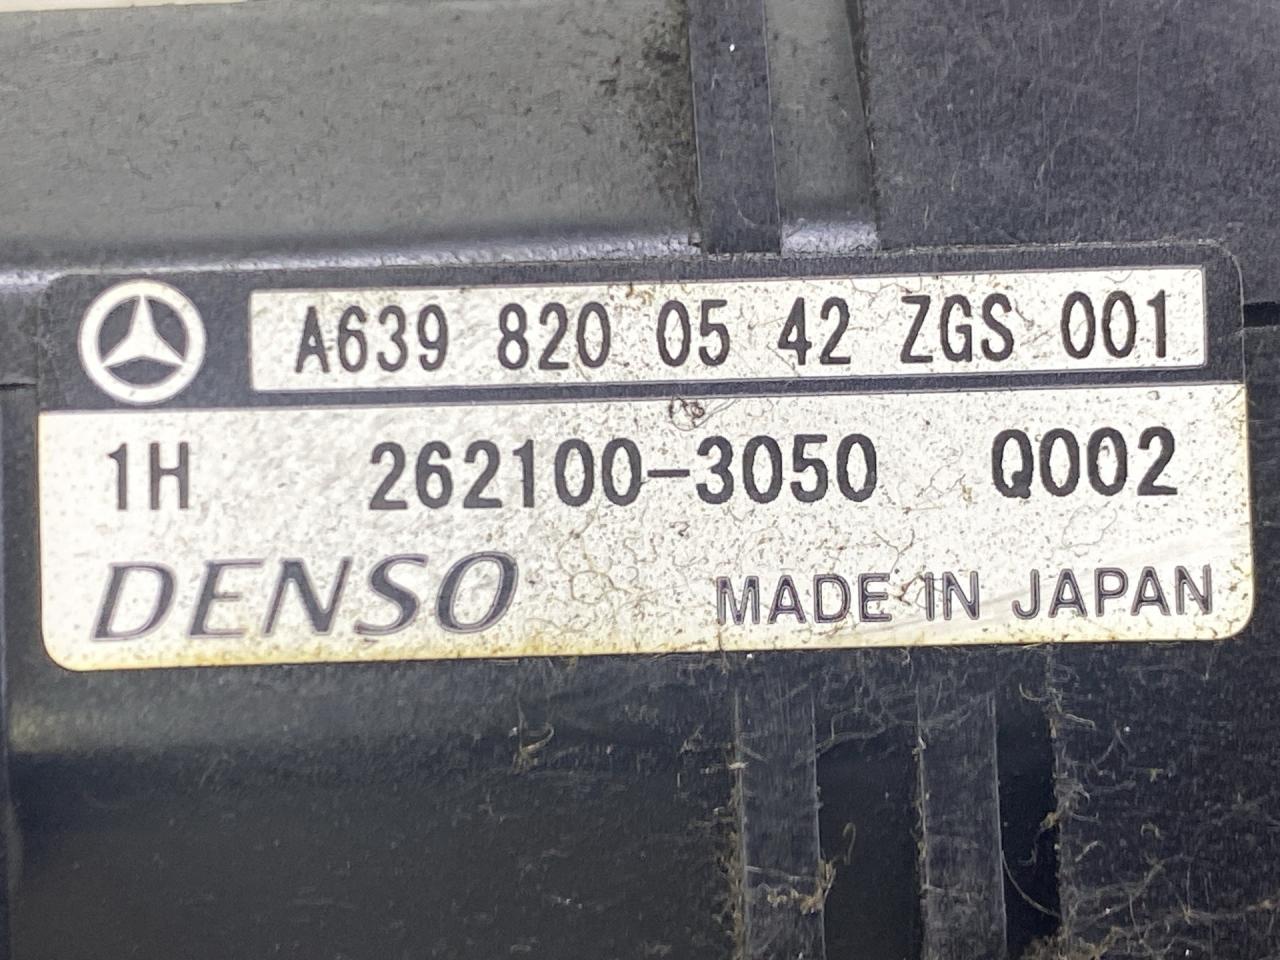 A639 820 05 42 ZGS 001
1H 262100-3050 Q002
DENSO MADE IN JAPAN